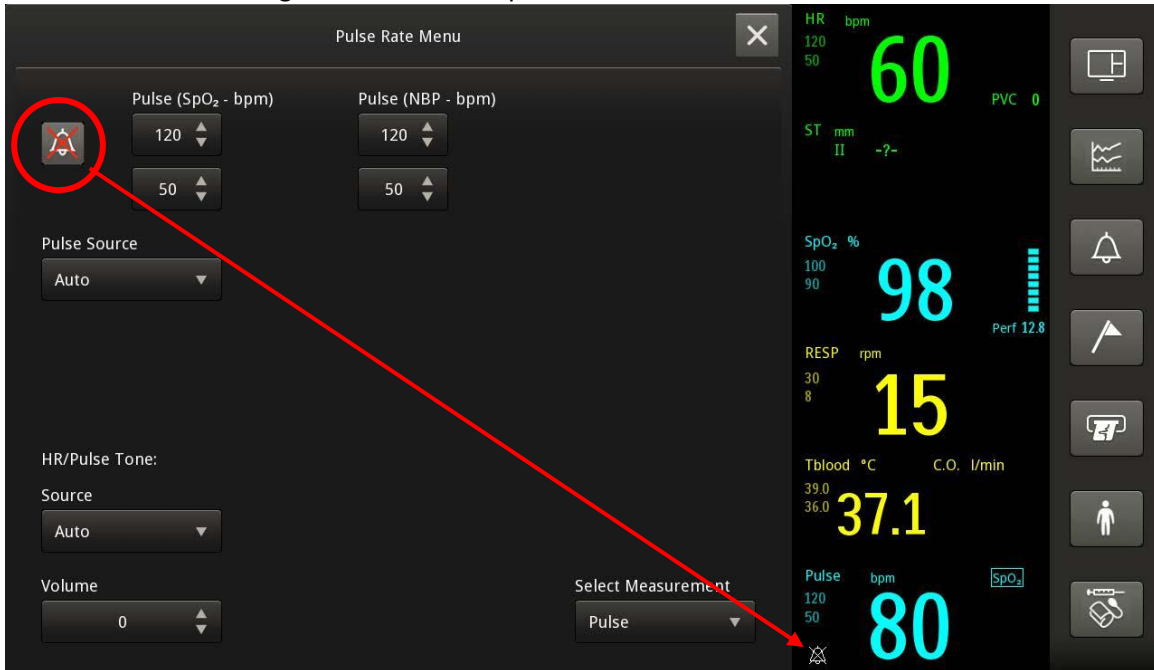 Pulse Rate Menu
Pulse (SpO₂ - bpm)
Pulse (NBP - bpm)
120
120
50
50
Pulse Source
Auto
HR/Pulse Tone:
Source
Auto
Volume
0
Select Measurement
Pulse
HR bpm
120
50
60
PVC 0
ST mm
II -?-
SpO₂ %
100
90
98
Perf 12.8
RESP rpm
30
8
15
Tblood °C C.O. l/min
39.0
36.0
37.1
Pulse bpm SpO₂
120
50
80